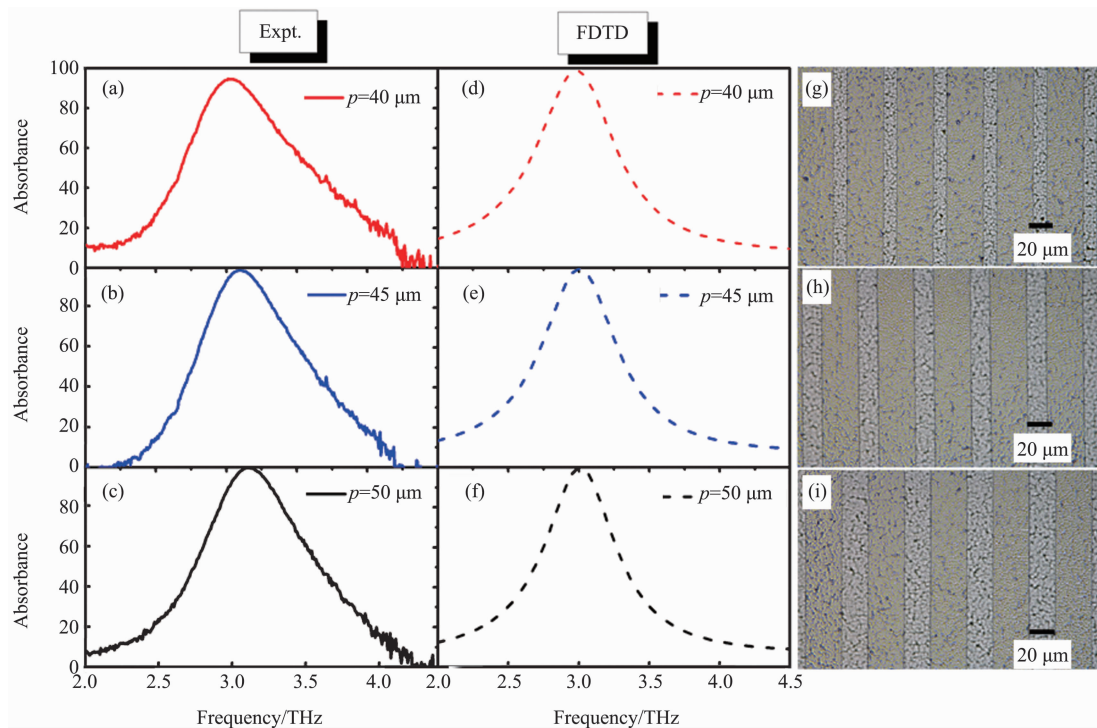 Expt.
FDTD
100
80
60
40
20
0
Absorbance
(a)
p=40 μm
(d)
p=40 μm
(g)
20 μm
80
60
40
20
0
Absorbance
(b)
p=45 μm
(e)
p=45 μm
(h)
20 μm
80
60
40
20
0
Absorbance
(c)
p=50 μm
(f)
p=50 μm
(i)
20 μm
2.0 2.5 3.0 3.5 4.0 2.0 2.5 3.0 3.5 4.0 4.5
Frequency/THz
Frequency/THz